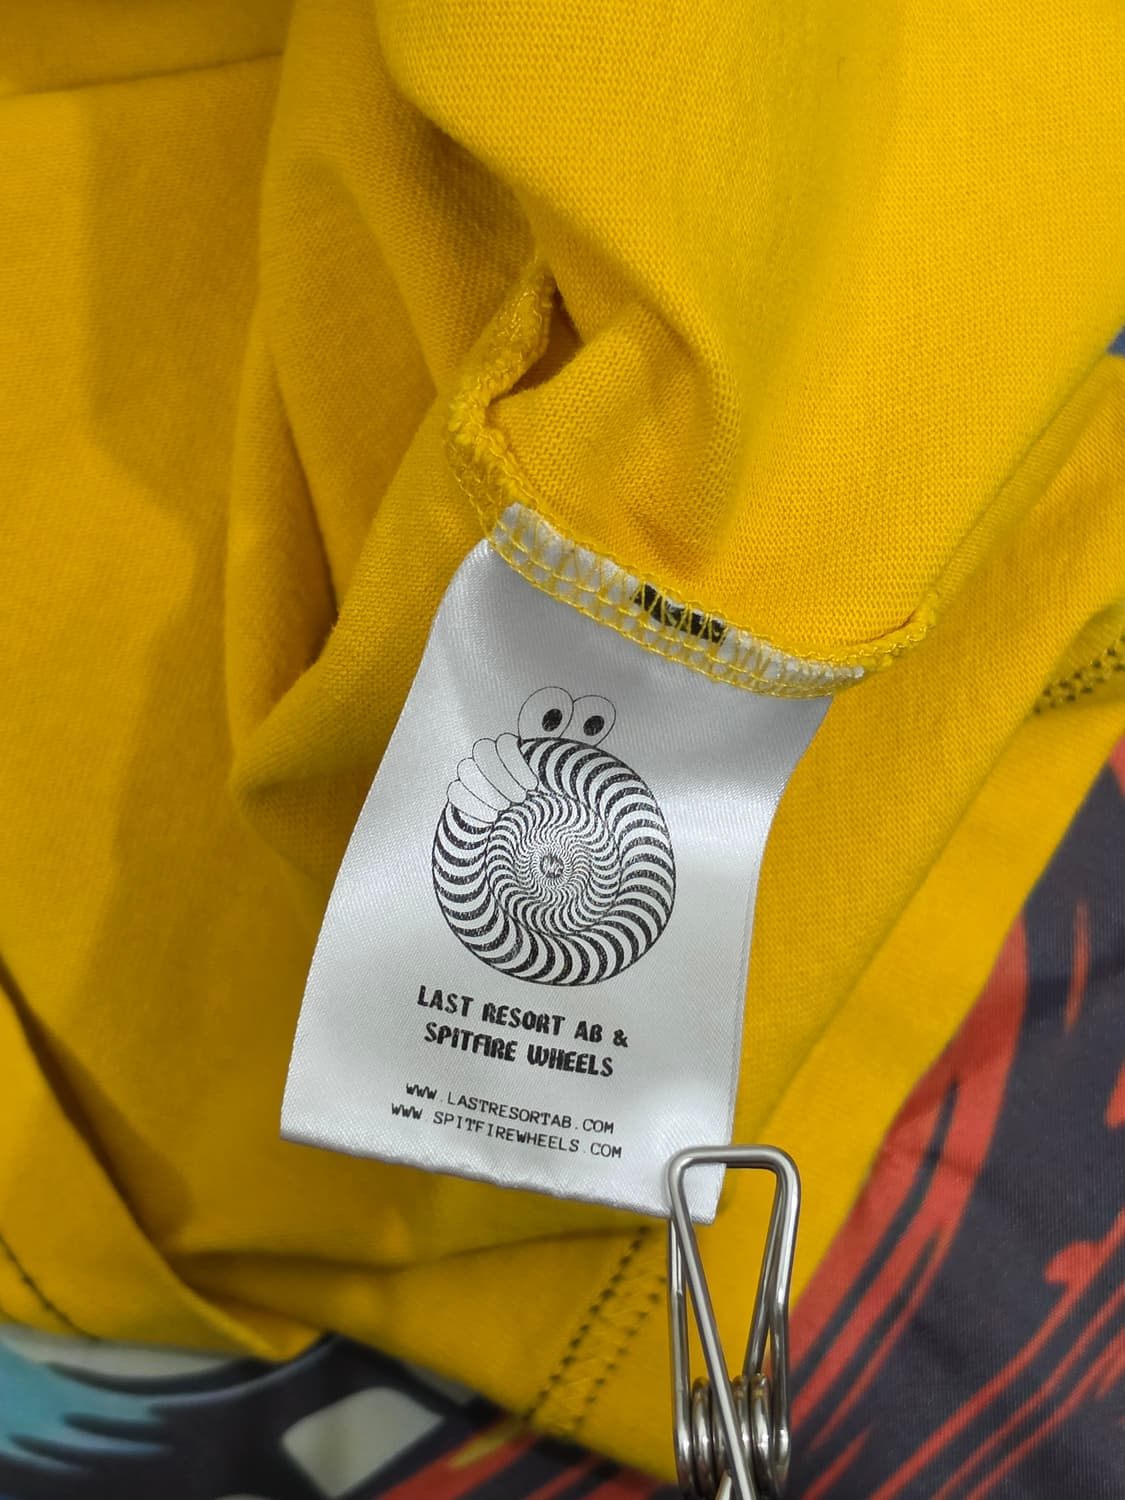 LAST RESORT AB &
SPITFIRE WHEELS
WWW.LASTRESORTAB.COM
WWW.SPITFIREWHEELS.COM